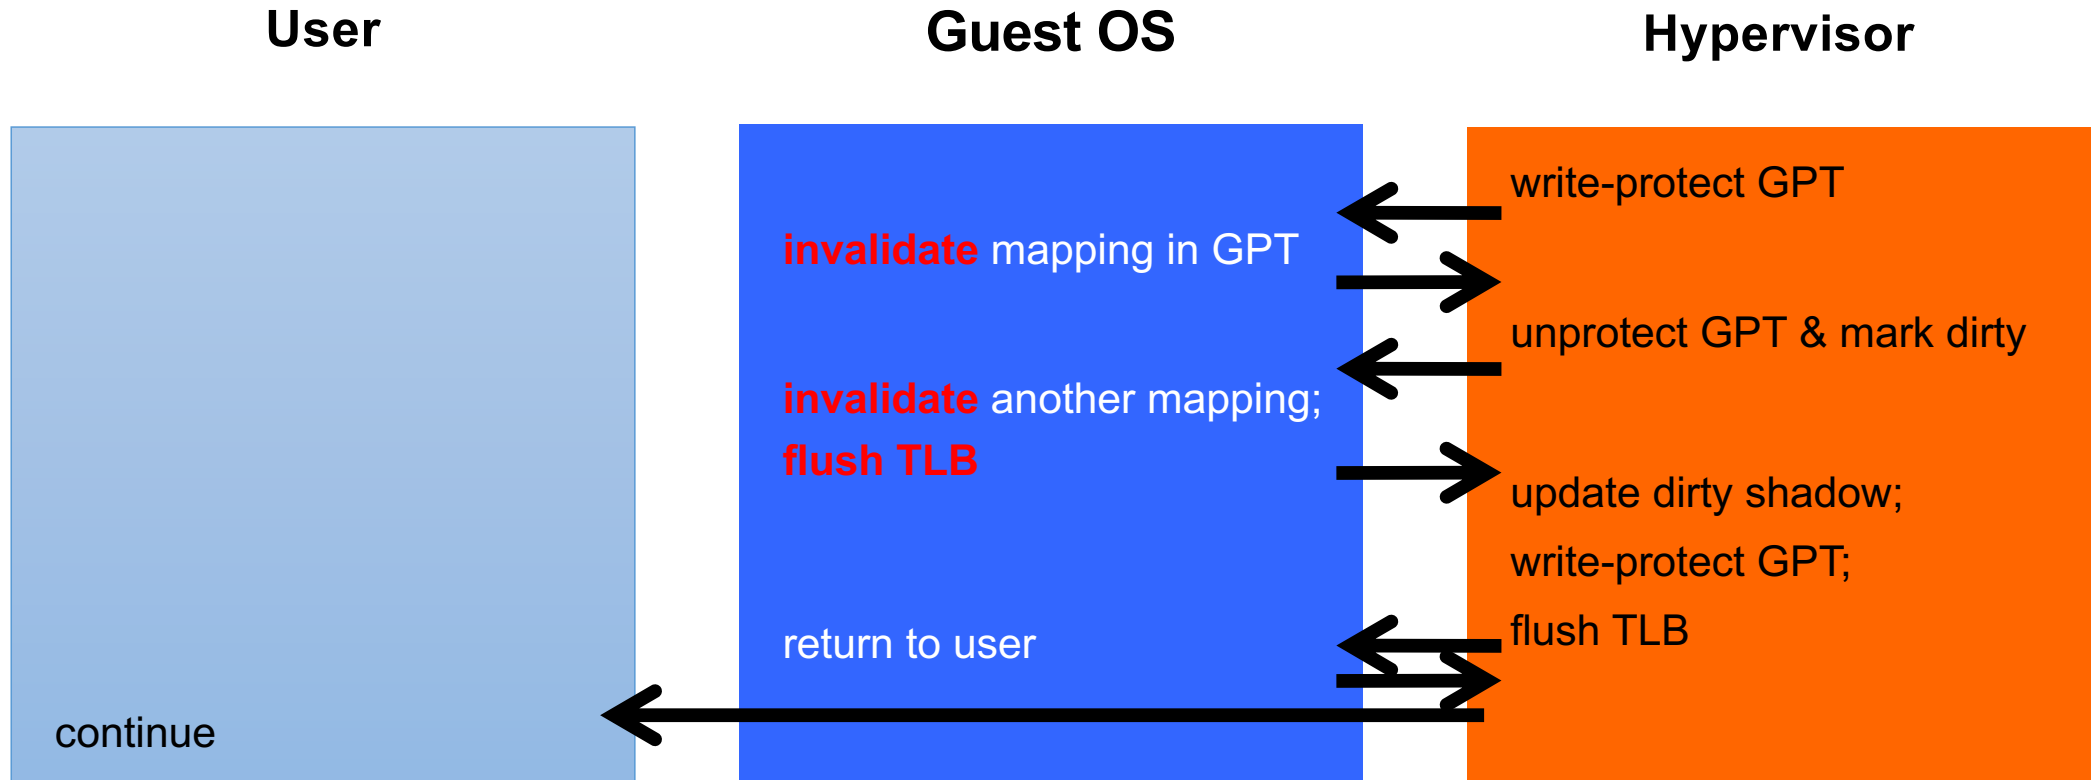 User
Guest OS
Hypervisor
write-protect GPT
invalidate mapping in GPT
unprotect GPT & mark dirty
invalidate another mapping;
flush TLB
update dirty shadow;
write-protect GPT;
flush TLB
return to user
continue